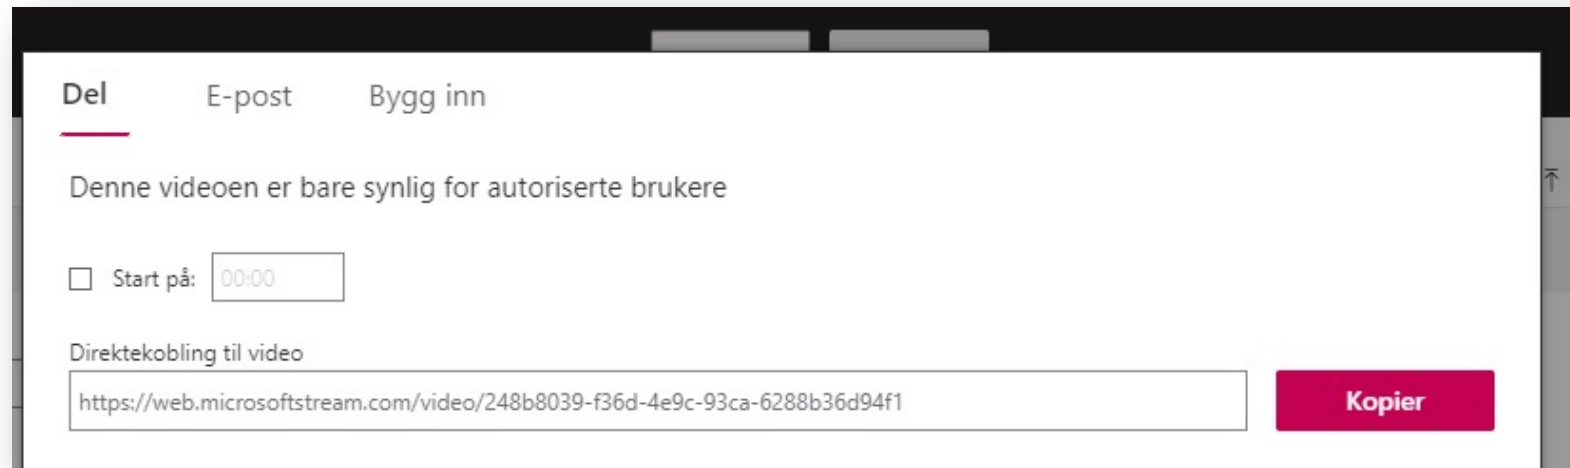 Del E-post Bygg inn
Denne videoen er bare synlig for autoriserte brukere
Start på: 00:00
Direktekobling til video
https://web.microsoftstream.com/video/248b8039-f36d-4e9c-93ca-6288b36d94f1 Kopier